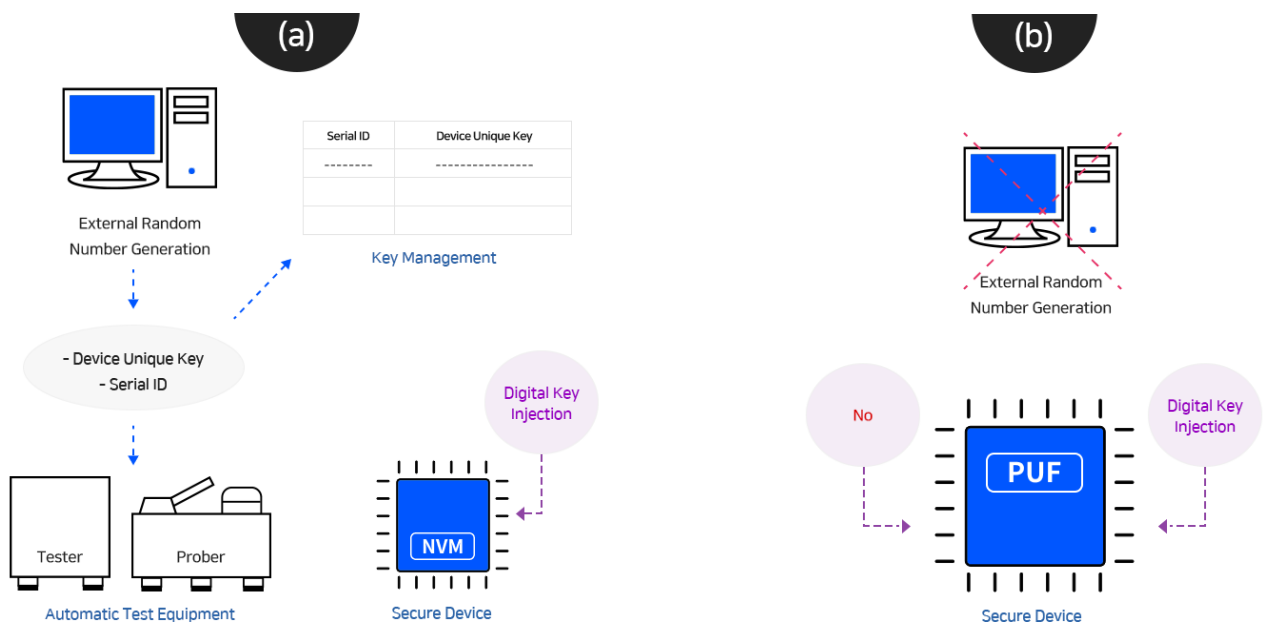 (a)
Serial ID Device Unique Key
-------- ---------------
External Random
Number Generation
Key Management
- Device Unique Key
- Serial ID
Digital Key
Injection
NVM
Tester
Prober
Automatic Test Equipment
Secure Device
(b)
External Random
Number Generation
No
Digital Key
Injection
PUF
Secure Device